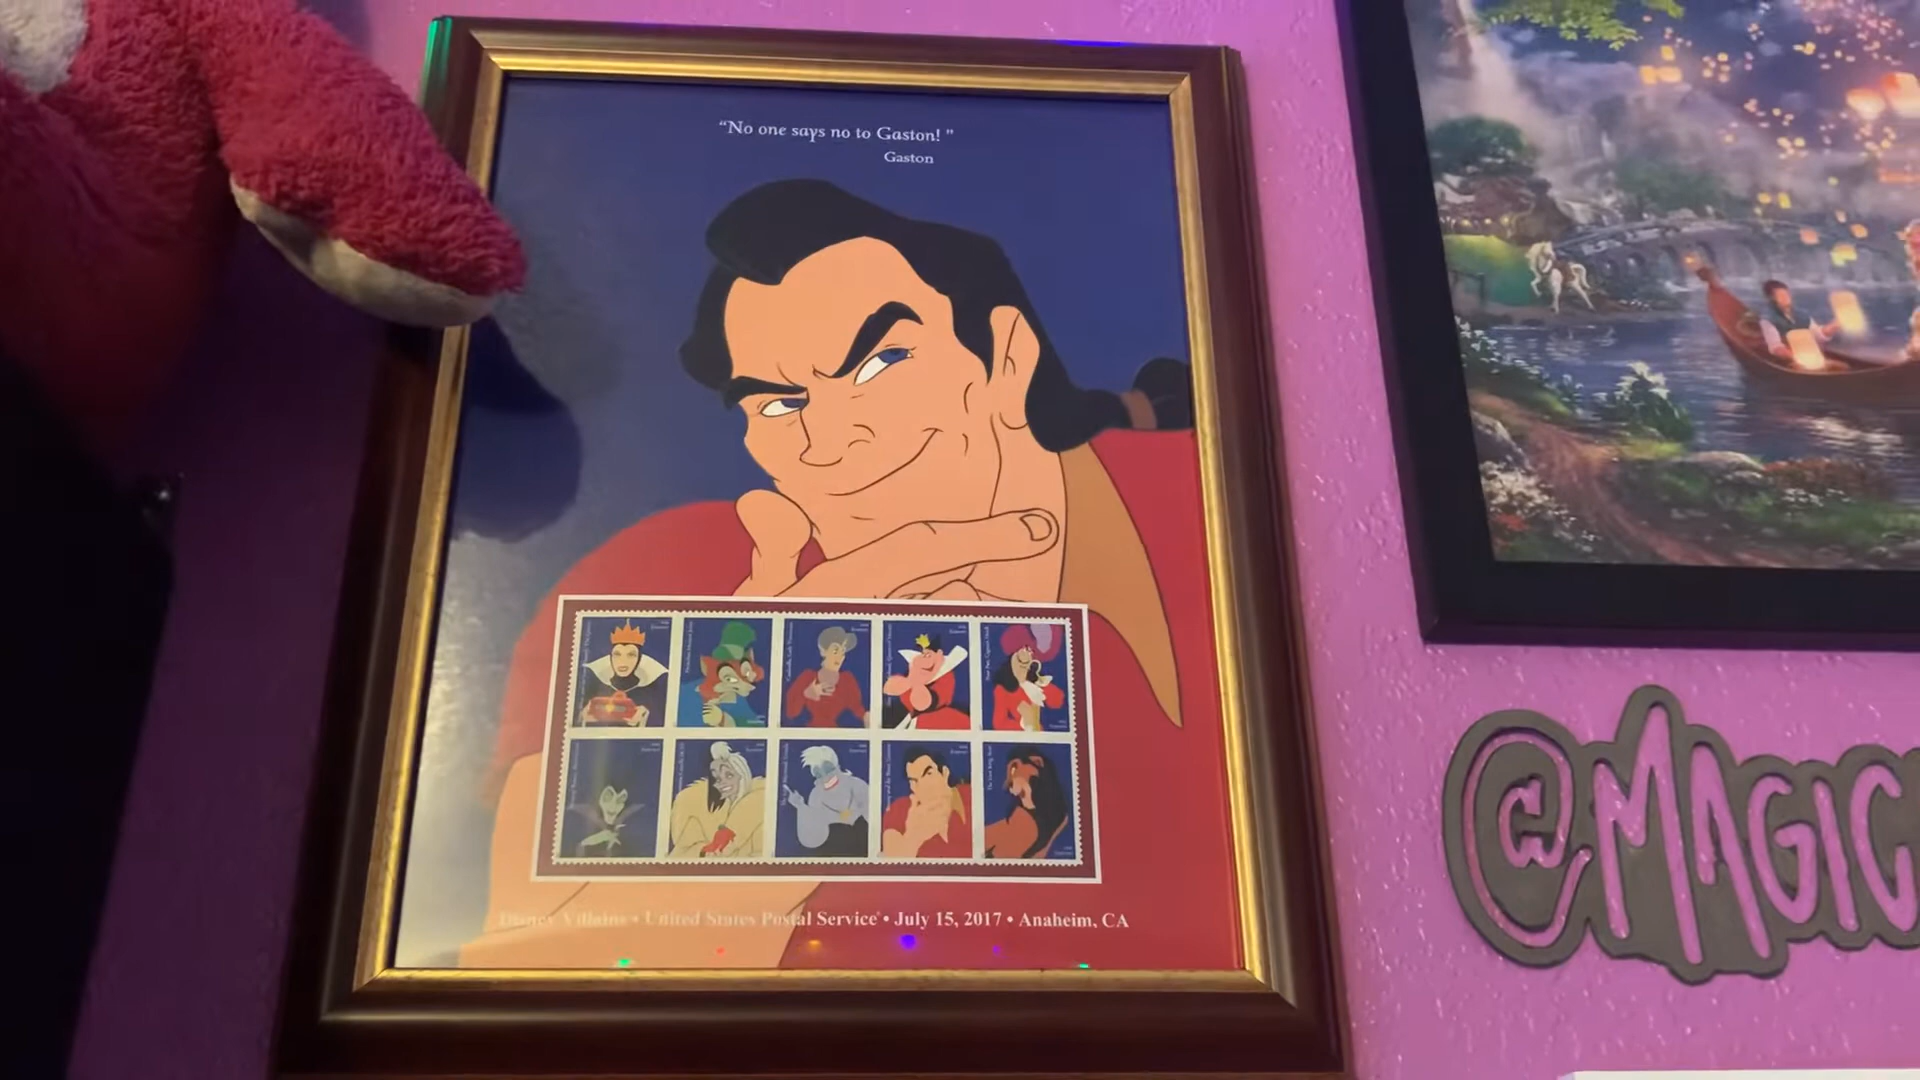 “No one says no to Gaston! ”
Gaston
Disney Villains • United States Postal Service® • July 15, 2017 • Anaheim, CA
@MAGIC